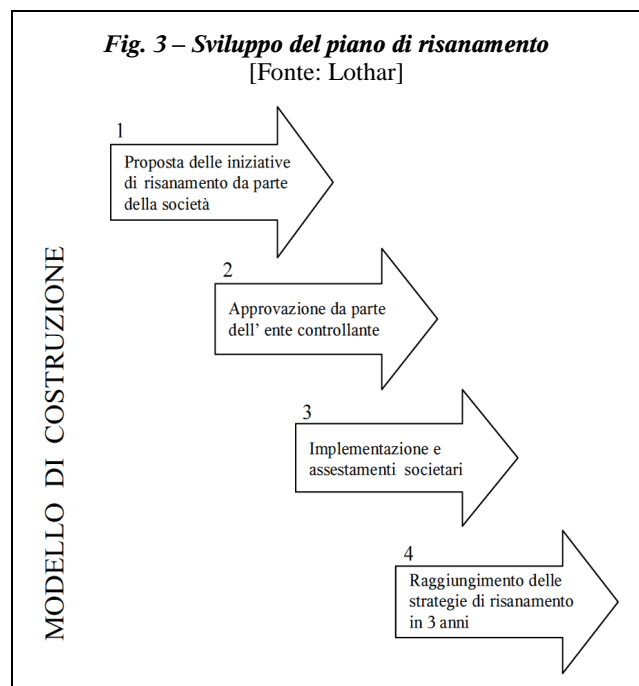 Fig. 3 – Sviluppo del piano di risanamento
[Fonte: Lothar]
MODELLO DI COSTRUZIONE
1
Proposta delle iniziative
di risanamento da parte
della società
2
Approvazione da parte
dell' ente controllante
3
Implementazione e
assestamenti societari
4
Raggiungimento delle
strategie di risanamento
in 3 anni